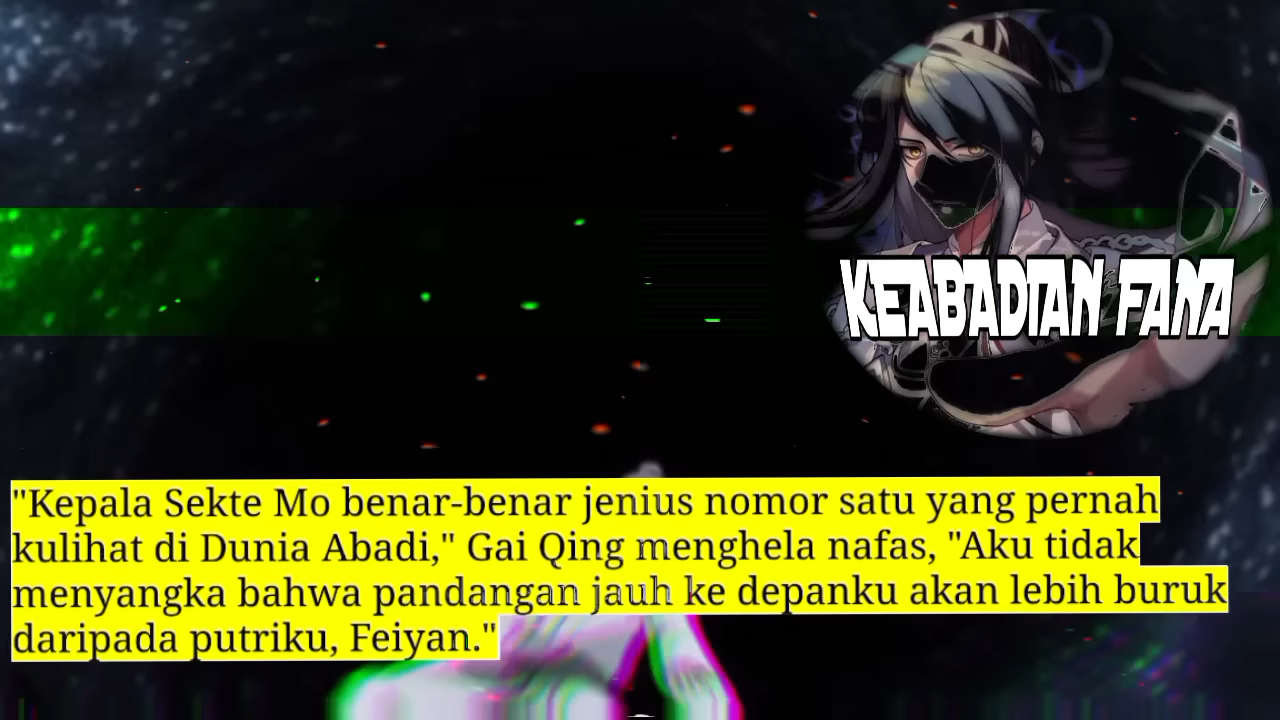 KEABADIAN FANA
"Kepala Sekte Mo benar-benar jenius nomor satu yang pernah
kulihat di Dunia Abadi," Gai Qing menghela nafas, "Aku tidak
menyangka bahwa pandangan jauh ke depanku akan lebih buruk
daripada putriku, Feiyan."